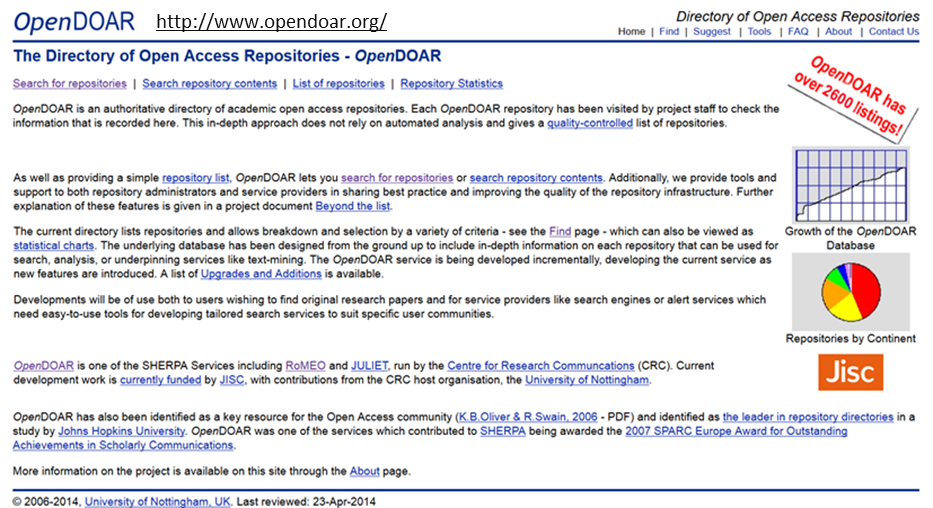 OpenDOAR http://www.opendoar.org/
Directory of Open Access Repositories
Home | Find | Suggest | Tools | FAQ | About | Contact Us
The Directory of Open Access Repositories - OpenDOAR
Search for repositories | Search repository contents | List of repositories | Repository Statistics
OpenDOAR is an authoritative directory of academic open access repositories. Each OpenDOAR repository has been visited by project staff to check the
information that is recorded here. This in-depth approach does not rely on automated analysis and gives a quality-controlled list of repositories.
OpenDOAR has
over 2600 listings!
As well as providing a simple repository list, OpenDOAR lets you search for repositories or search repository contents. Additionally, we provide tools and
support to both repository administrators and service providers in sharing best practice and improving the quality of the repository infrastructure. Further
explanation of these features is given in a project document Beyond the list.
The current directory lists repositories and allows breakdown and selection by a variety of criteria - see the Find page - which can also be viewed as
statistical charts. The underlying database has been designed from the ground up to include in-depth information on each repository that can be used for
search, analysis, or underpinning services like text-mining. The OpenDOAR service is being developed incrementally, developing the current service as
new features are introduced. A list of Upgrades and Additions is available.
Growth of the OpenDOAR
Database
Developments will be of use both to users wishing to find original research papers and for service providers like search engines or alert services which
need easy-to-use tools for developing tailored search services to suit specific user communities.
Repositories by Continent
OpenDOAR is one of the SHERPA Services including RoMEO and JULIET, run by the Centre for Research Communcations (CRC). Current
development work is currently funded by JISC, with contributions from the CRC host organisation, the University of Nottingham.
Jisc
OpenDOAR has also been identified as a key resource for the Open Access community (K.B.Oliver & R.Swain, 2006 - PDF) and identified as the leader in repository directories in a
study by Johns Hopkins University. OpenDOAR was one of the services which contributed to SHERPA being awarded the 2007 SPARC Europe Award for Outstanding
Achievements in Scholarly Communications.
More information on the project is available on this site through the About page.
© 2006-2014, University of Nottingham, UK. Last reviewed: 23-Apr-2014